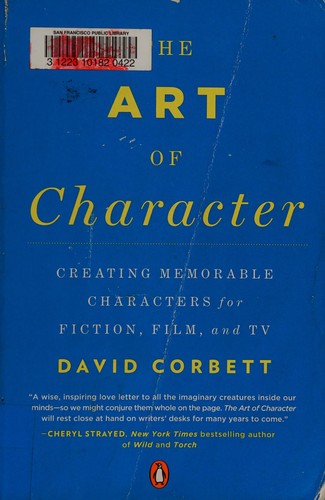 SAN FRANCISCO PUBLIC LIBRARY
3 1223 10182 0422
HE
ART
OF
Character
CREATING MEMORABLE
CHARACTERS for
FICTION, FILM, and TV
DAVID CORBETT
"A wise, inspiring love letter to all the imaginary creatures inside our
minds—so we might conjure them whole on the page. The Art of Character
will rest close at hand on writers' desks for many years to come."
—CHERYL STRAYED, New York Times bestselling author
of Wild and Torch